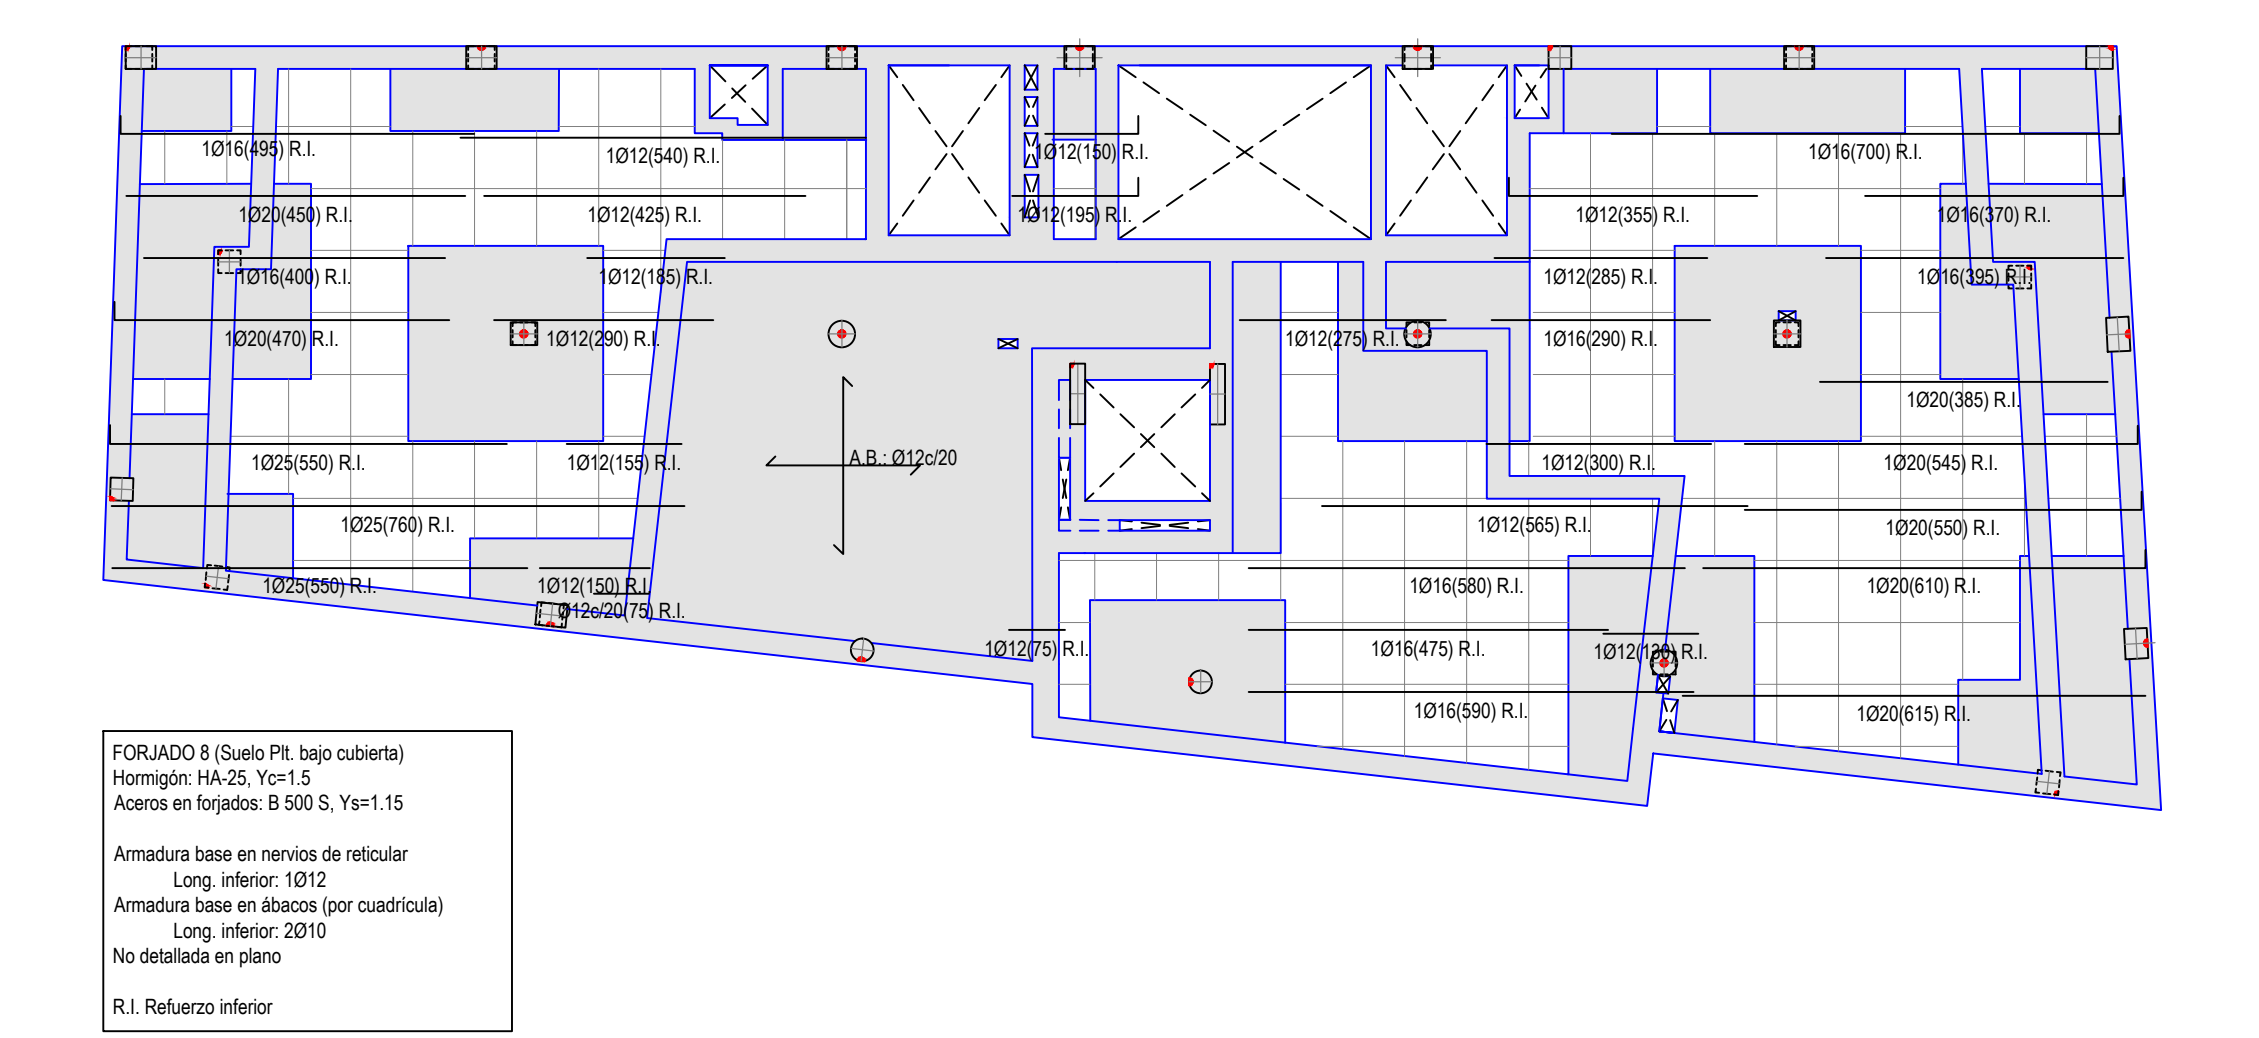 1Ø16(495) R.I.
1Ø12(540) R.I.
1Ø12(150) R.I.
1Ø16(700) R.I.
1Ø20(450) R.I.
1Ø12(425) R.I.
1Ø12(195) R.I.
1Ø12(355) R.I.
1Ø16(370) R.I.
1Ø16(400) R.I.
1Ø12(185) R.I.
1Ø12(285) R.I.
1Ø16(395) R.I.
1Ø20(470) R.I.
1Ø12(290) R.I.
1Ø12(275) R.I.
1Ø16(290) R.I.
1Ø20(385) R.I.
1Ø25(550) R.I.
1Ø12(155) R.I.
A.B.: Ø12c/20
1Ø12(300) R.I.
1Ø20(545) R.I.
1Ø25(760) R.I.
1Ø12(565) R.I.
1Ø20(550) R.I.
1Ø25(550) R.I.
1Ø12(150) R.I.
1Ø16(580) R.I.
1Ø20(610) R.I.
Ø12c/20(75) R.I.
1Ø12(75) R.I.
1Ø16(475) R.I.
1Ø12(130) R.I.
1Ø16(590) R.I.
1Ø20(615) R.I.
FORJADO 8 (Suelo Plt. bajo cubierta)
Hormigón: HA-25, Yc=1.5
Aceros en forjados: B 500 S, Ys=1.15
Armadura base en nervios de reticular
Long. inferior: 1Ø12
Armadura base en ábacos (por cuadrícula)
Long. inferior: 2Ø10
No detallada en plano
R.I. Refuerzo inferior